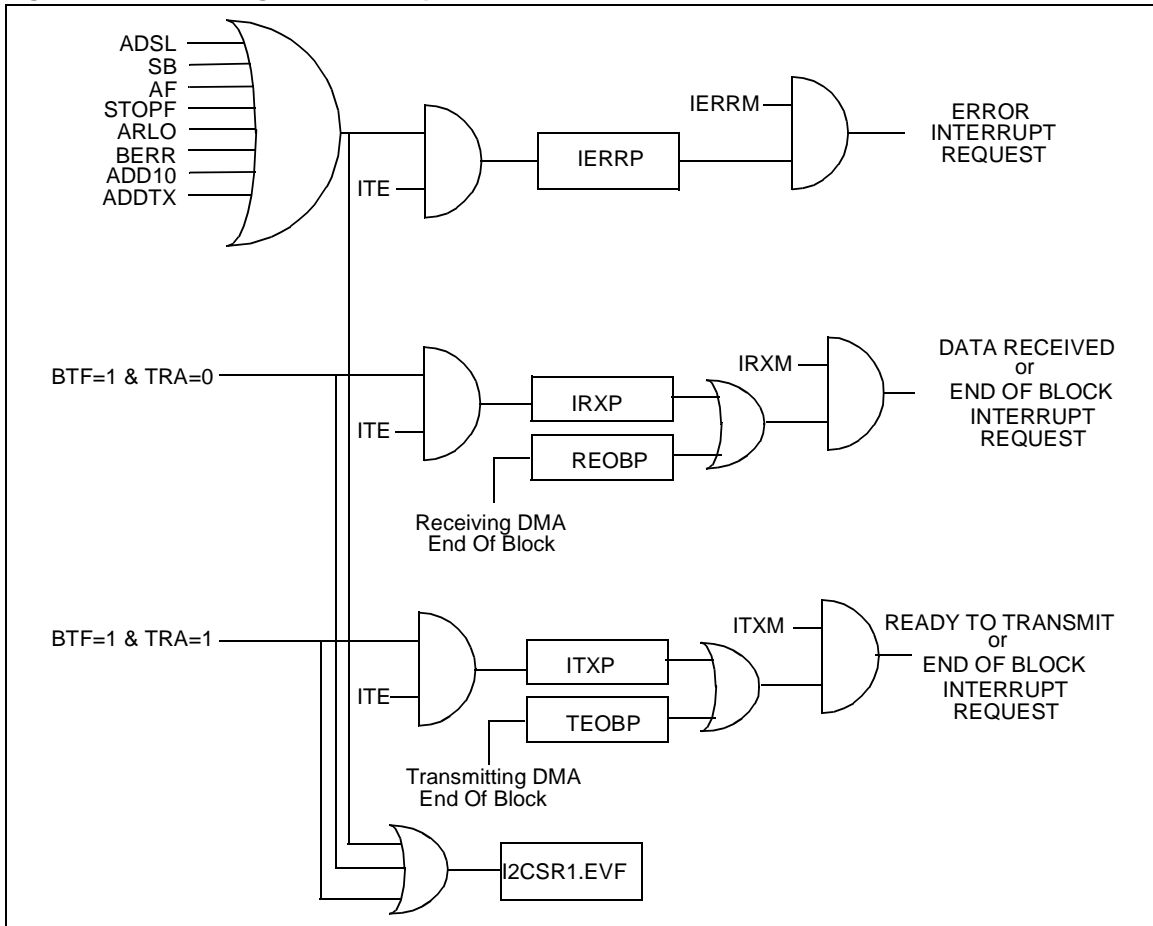 ADSL
SB
AF
STOPF
ARLO
BERR
ADD10
ADDTX
ITE
IERRP
IERRM
ERROR
INTERRUPT
REQUEST
BTF=1 & TRA=0
ITE
IRXP
REOBP
Receiving DMA
End Of Block
IRXM
DATA RECEIVED
or
END OF BLOCK
INTERRUPT
REQUEST
BTF=1 & TRA=1
ITE
ITXP
TEOBP
Transmitting DMA
End Of Block
ITXM
READY TO TRANSMIT
or
END OF BLOCK
INTERRUPT
REQUEST
I2CSR1.EVF